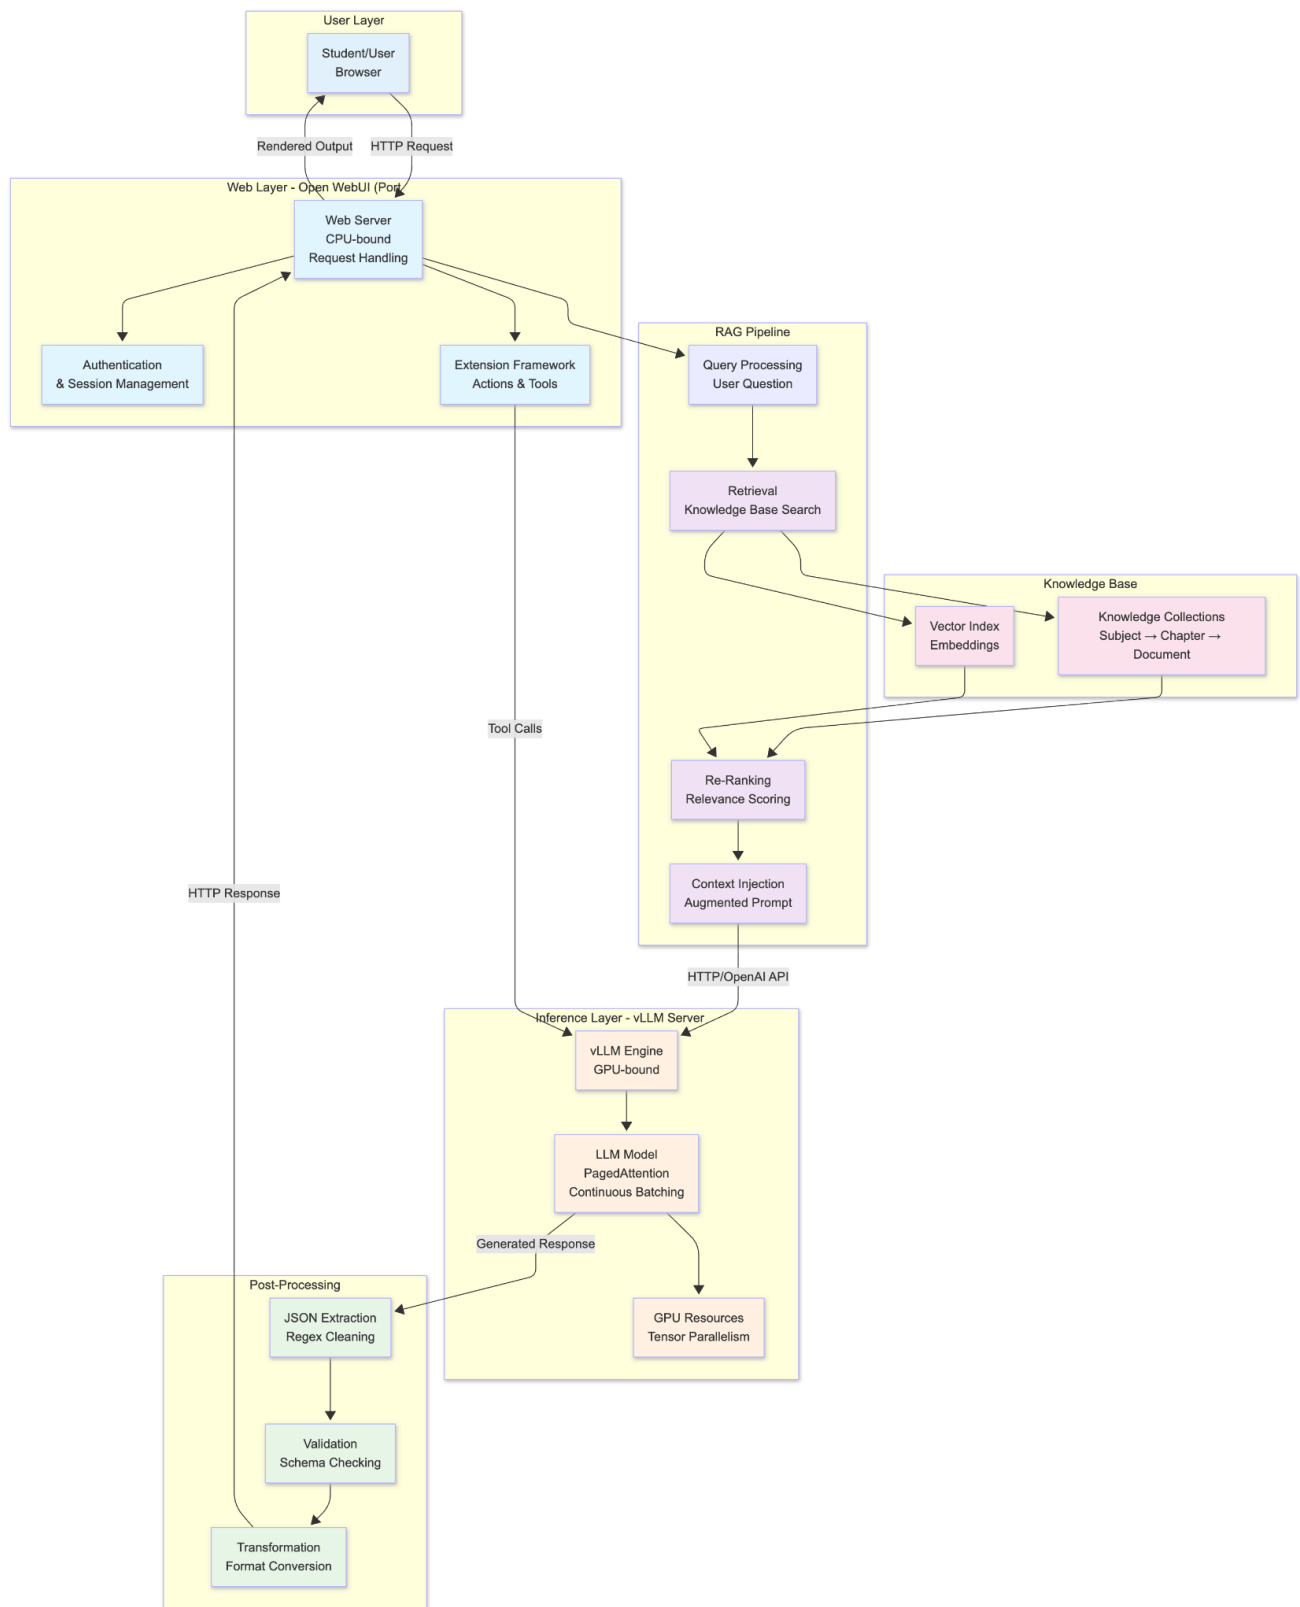 User Layer
Student/User
Browser
Rendered Output
HTTP Request
Web Layer - Open WebUI (Port
Web Server
CPU-bound
Request Handling
Authentication
& Session Management
Extension Framework
Actions & Tools
RAG Pipeline
Query Processing
User Question
Retrieval
Knowledge Base Search
Knowledge Base
Vector Index
Embeddings
Knowledge Collections
Subject → Chapter →
Document
Tool Calls
Re-Ranking
Relevance Scoring
Context Injection
Augmented Prompt
HTTP Response
HTTP/OpenAI API
Inference Layer - vLLM Server
vLLM Engine
GPU-bound
LLM Model
PagedAttention
Continuous Batching
Generated Response
GPU Resources
Tensor Parallelism
Post-Processing
JSON Extraction
Regex Cleaning
Validation
Schema Checking
Transformation
Format Conversion